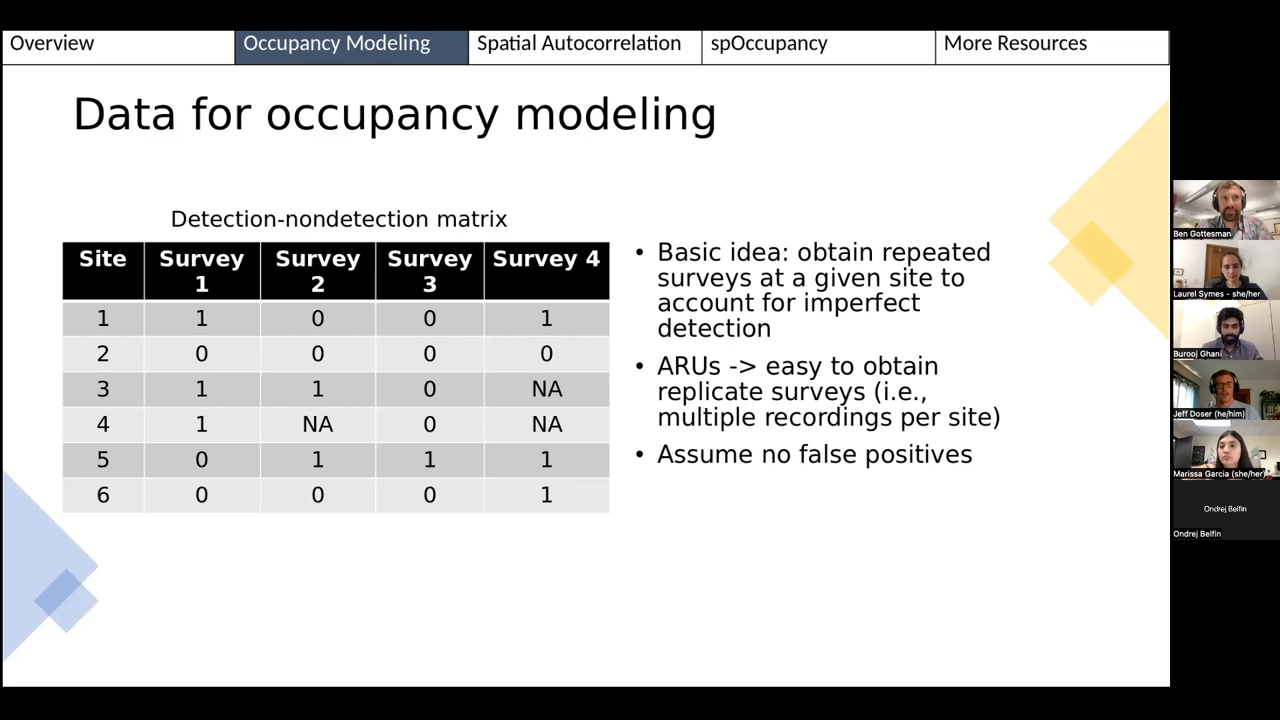 Overview Occupancy Modeling Spatial Autocorrelation spOccupancy More Resources
Data for occupancy modeling
Detection-nondetection matrix
Site Survey 1 Survey 2 Survey 3 Survey 4
1 1 0 0 1
2 0 0 0 0
3 1 1 0 NA
4 1 NA 0 NA
5 0 1 1 1
6 0 0 0 1
• Basic idea: obtain repeated
surveys at a given site to
account for imperfect
detection
• ARUs -> easy to obtain
replicate surveys (i.e.,
multiple recordings per site)
• Assume no false positives
Ben Gottesman
Laurel Symes - she/her
Burooj Ghani
Jeff Doser (he/him)
Marissa Garcia (she/her)
Ondrej Belfin
Ondrej Belfin